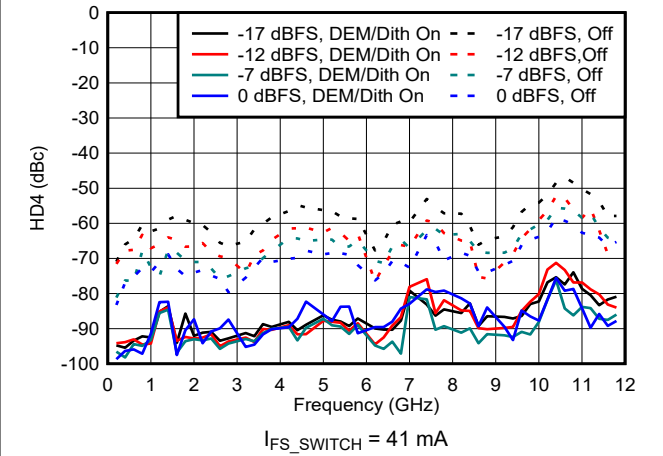 0
-10
-20
-30
-40
-50
-60
-70
-80
-90
-100
HD4 (dBc)
-17 dBFS, DEM/Dith On
-12 dBFS, DEM/Dith On
-7 dBFS, DEM/Dith On
0 dBFS, DEM/Dith On
-17 dBFS, Off
-12 dBFS,Off
-7 dBFS, Off
0 dBFS, Off
0 1 2 3 4 5 6 7 8 9 10 11 12
Frequency (GHz)
IFS_SWITCH = 41 mA